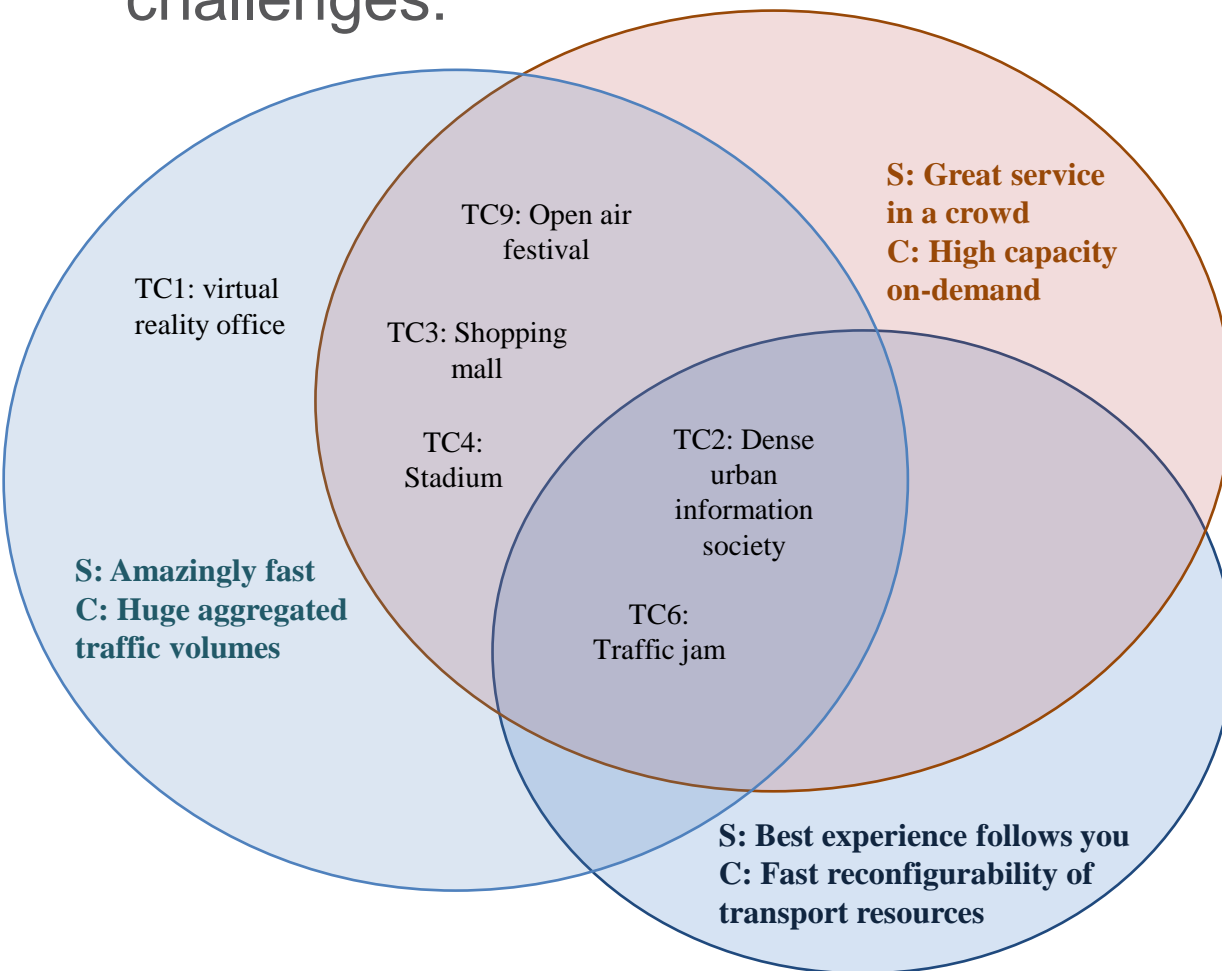 challenges:
S: Great service
in a crowd
C: High capacity
on-demand
TC9: Open air
festival
TC1: virtual
reality office
TC3: Shopping
mall
TC4:
Stadium
TC2: Dense
urban
information
society
S: Amazingly fast
C: Huge aggregated
traffic volumes
TC6:
Traffic jam
S: Best experience follows you
C: Fast reconfigurability of
transport resources